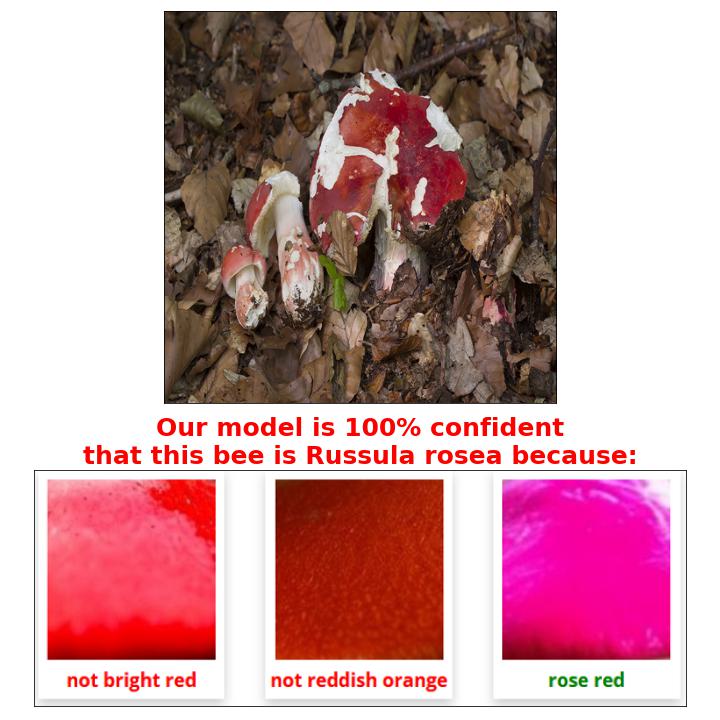 Our model is 100% confident
that this bee is Russula rosea because:
not bright red
not reddish orange
rose red